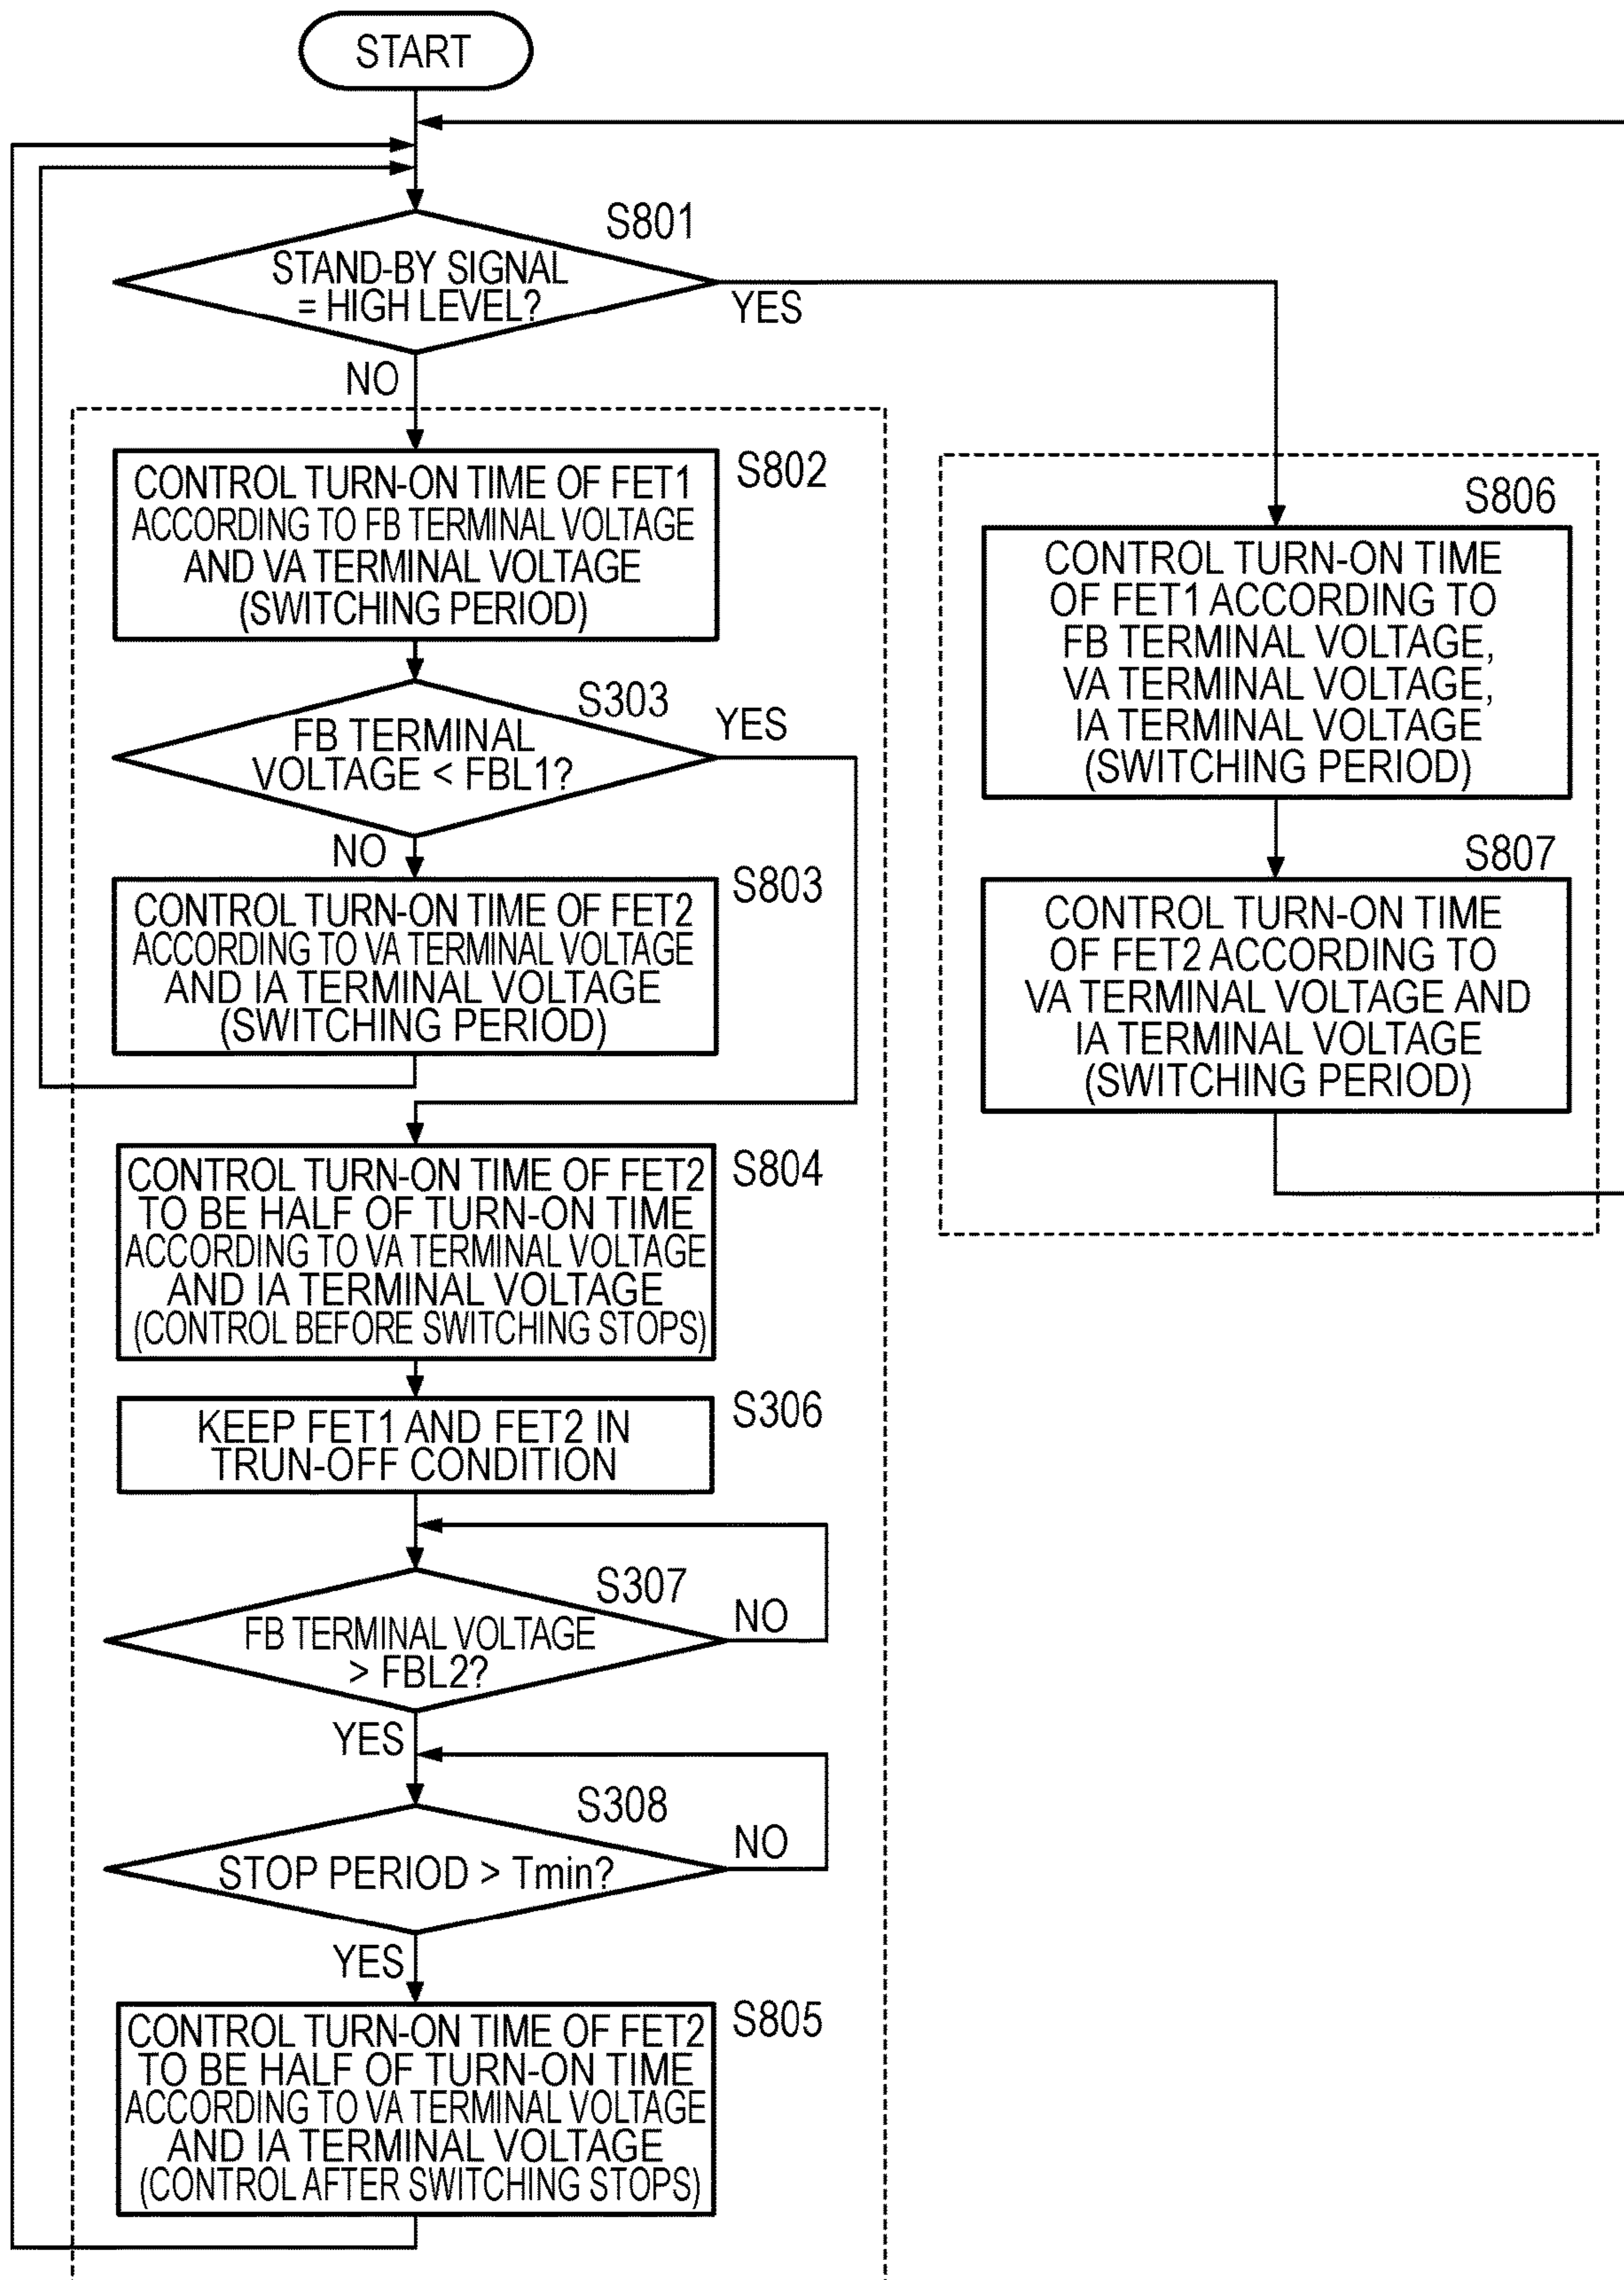 START
S801
STAND-BY SIGNAL
= HIGH LEVEL?
YES
NO
S802
CONTROL TURN-ON TIME OF FET1
ACCORDING TO FB TERMINAL VOLTAGE
AND VA TERMINAL VOLTAGE
(SWITCHING PERIOD)
S303
FB TERMINAL
VOLTAGE < FBL1?
YES
NO
S803
CONTROL TURN-ON TIME OF FET2
ACCORDING TO VA TERMINAL VOLTAGE
AND IA TERMINAL VOLTAGE
(SWITCHING PERIOD)
S804
CONTROL TURN-ON TIME OF FET2
TO BE HALF OF TURN-ON TIME
ACCORDING TO VA TERMINAL VOLTAGE
AND IA TERMINAL VOLTAGE
(CONTROL BEFORE SWITCHING STOPS)
S306
KEEP FET1 AND FET2 IN
TRUN-OFF CONDITION
S307
FB TERMINAL VOLTAGE
> FBL2?
NO
YES
S308
STOP PERIOD > Tmin?
NO
YES
S805
CONTROL TURN-ON TIME OF FET2
TO BE HALF OF TURN-ON TIME
ACCORDING TO VA TERMINAL VOLTAGE
AND IA TERMINAL VOLTAGE
(CONTROL AFTER SWITCHING STOPS)
S806
CONTROL TURN-ON TIME
OF FET1 ACCORDING TO
FB TERMINAL VOLTAGE,
VA TERMINAL VOLTAGE,
IA TERMINAL VOLTAGE
(SWITCHING PERIOD)
S807
CONTROL TURN-ON TIME
OF FET2 ACCORDING TO
VA TERMINAL VOLTAGE AND
IA TERMINAL VOLTAGE
(SWITCHING PERIOD)